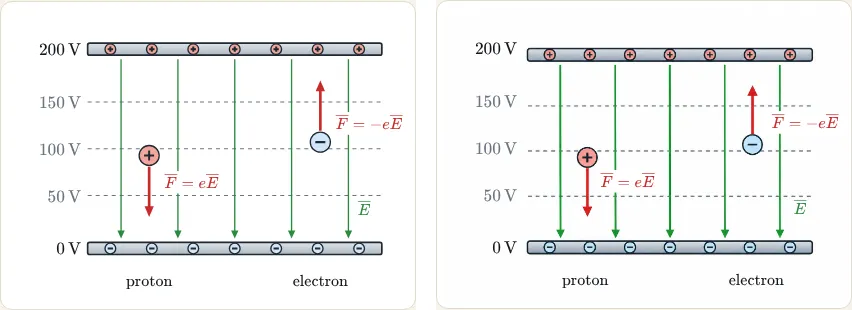 200 V
150 V
100 V
50 V
0 V
F̅ = −eE̅
F̅ = eE̅
E̅
proton
electron
200 V
150 V
100 V
50 V
0 V
F̅ = −eE̅
F̅ = eE̅
E̅
proton
electron